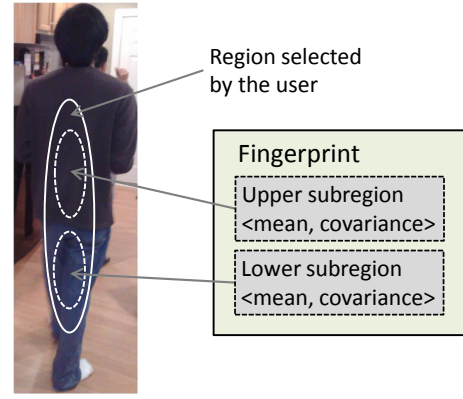 Region selected
by the user
Fingerprint
Upper subregion
<mean, covariance>
Lower subregion
<mean, covariance>